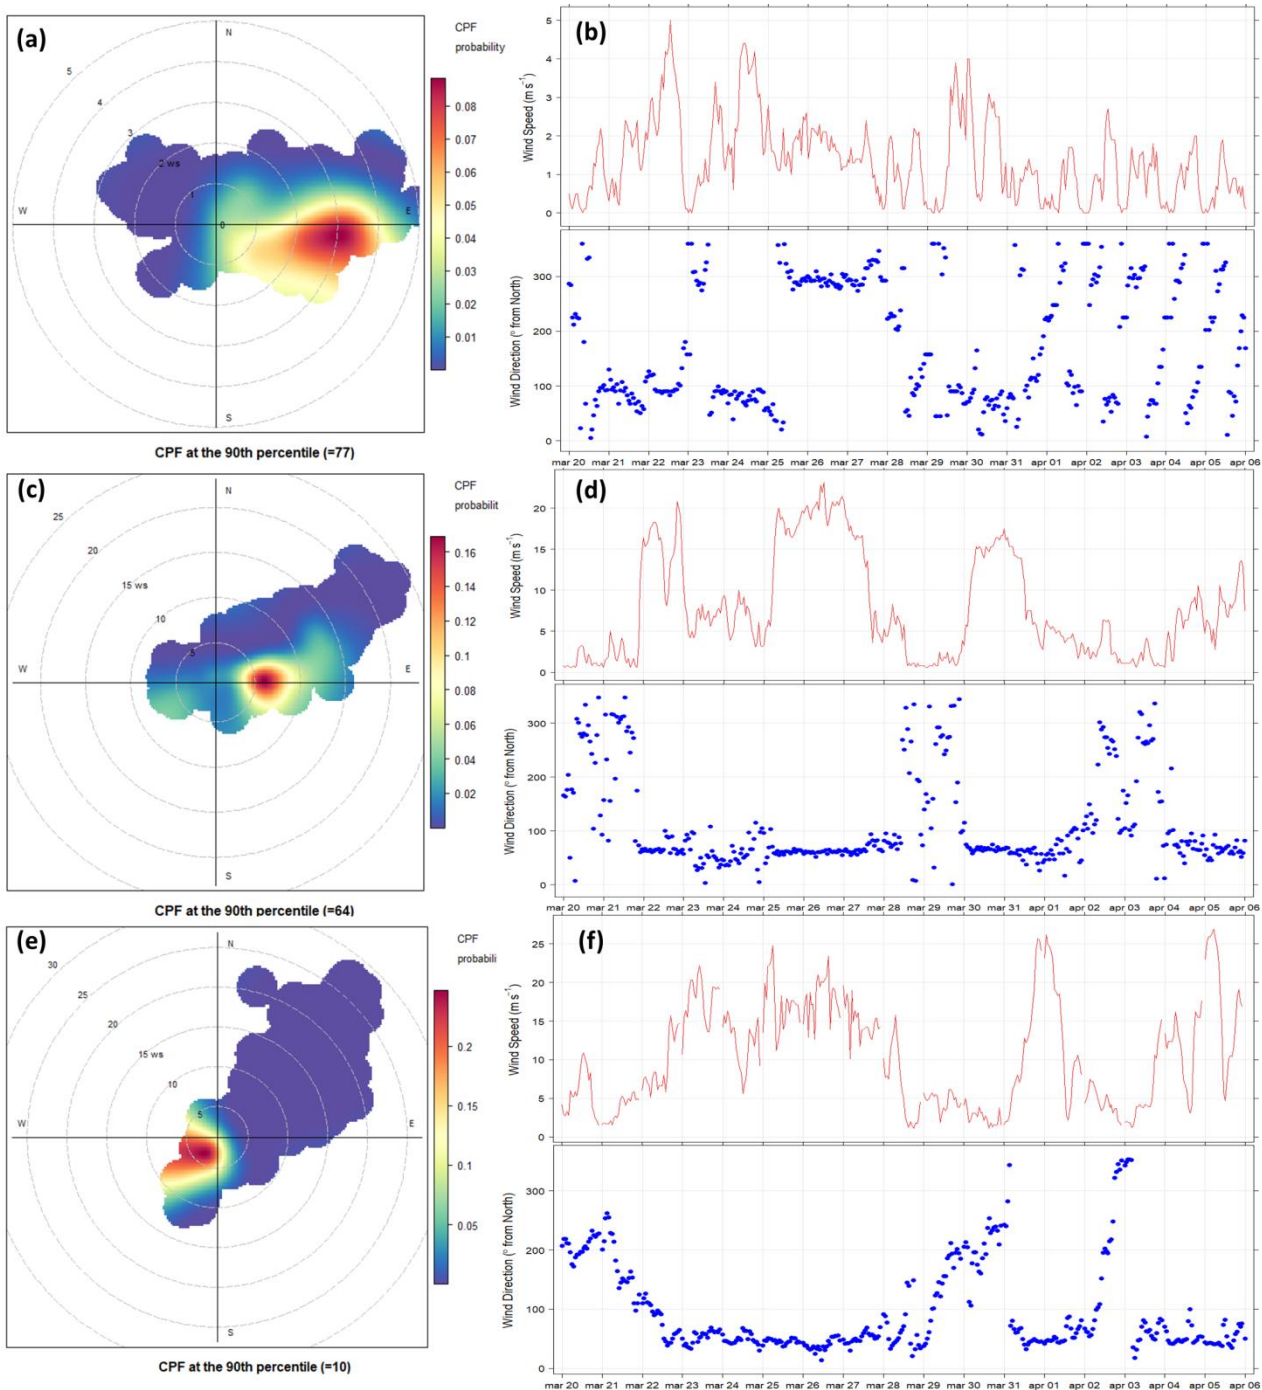 (a)
CPF
probability
N
5
4
3
2 ws
1
0
W
E
S
0.08
0.07
0.06
0.05
0.04
0.03
0.02
0.01
CPF at the 90th percentile (=77)
(b)
Wind Speed (m s⁻¹)
5
4
3
2
1
0
Wind Direction (° from North)
300
200
100
0
mar 20 mar 21 mar 22 mar 23 mar 24 mar 25 mar 26 mar 27 mar 28 mar 29 mar 30 mar 31 apr 01 apr 02 apr 03 apr 04 apr 05 apr 06
(c)
CPF
probabilit
N
25
20
15 ws
10
5
W
E
S
0.16
0.14
0.12
0.1
0.08
0.06
0.04
0.02
CPF at the 90th percentile (=64)
(d)
Wind Speed (m s⁻¹)
20
15
10
5
0
Wind Direction (° from North)
300
200
100
0
mar 20 mar 21 mar 22 mar 23 mar 24 mar 25 mar 26 mar 27 mar 28 mar 29 mar 30 mar 31 apr 01 apr 02 apr 03 apr 04 apr 05 apr 06
(e)
CPF
probabili
N
30
25
20
15 ws
10
5
W
E
S
0.2
0.15
0.1
0.05
CPF at the 90th percentile (=10)
(f)
Wind Speed (m s⁻¹)
25
20
15
10
5
0
Wind Direction (° from North)
300
200
100
0
mar 20 mar 21 mar 22 mar 23 mar 24 mar 25 mar 26 mar 27 mar 28 mar 29 mar 30 mar 31 apr 01 apr 02 apr 03 apr 04 apr 05 apr 06